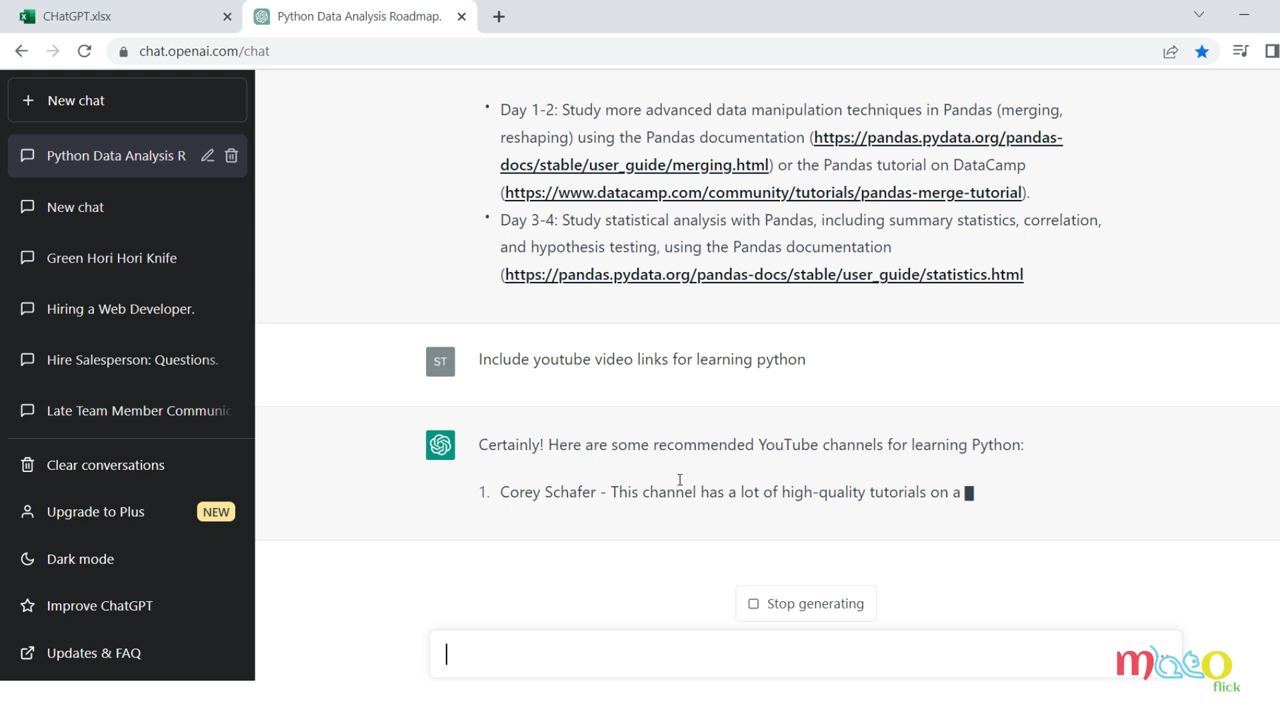 CHatGPT.xlsx
Python Data Analysis Roadmap.
chat.openai.com/chat
New chat
Python Data Analysis R
New chat
Green Hori Hori Knife
Hiring a Web Developer.
Hire Salesperson: Questions.
Late Team Member Communic
Clear conversations
Upgrade to Plus NEW
Dark mode
Improve ChatGPT
Updates & FAQ
• Day 1-2: Study more advanced data manipulation techniques in Pandas (merging,
reshaping) using the Pandas documentation (https://pandas.pydata.org/pandas-
docs/stable/user_guide/merging.html) or the Pandas tutorial on DataCamp
(https://www.datacamp.com/community/tutorials/pandas-merge-tutorial).
• Day 3-4: Study statistical analysis with Pandas, including summary statistics, correlation,
and hypothesis testing, using the Pandas documentation
(https://pandas.pydata.org/pandas-docs/stable/user_guide/statistics.html
ST Include youtube video links for learning python
Certainly! Here are some recommended YouTube channels for learning Python:
1. Corey Schafer - This channel has a lot of high-quality tutorials on a
Stop generating
flick